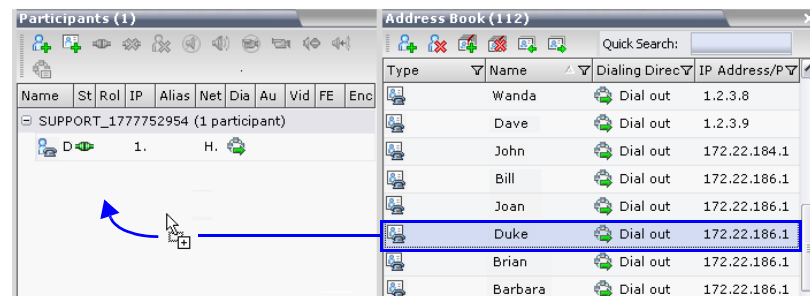 Participants (1)
Name St Rol IP Alias Net Dia Au Vid FE Enc
SUPPORT_1777752954 (1 participant)
D 1. H.
Address Book (112)
Quick Search:
Type Name Dialing Direc IP Address/P
Wanda Dial out 1.2.3.8
Dave Dial out 1.2.3.9
John Dial out 172.22.184.1
Bill Dial out 172.22.186.1
Joan Dial out 172.22.186.1
Duke Dial out 172.22.186.1
Brian Dial out 172.22.186.1
Barbara Dial out 172.22.186.1